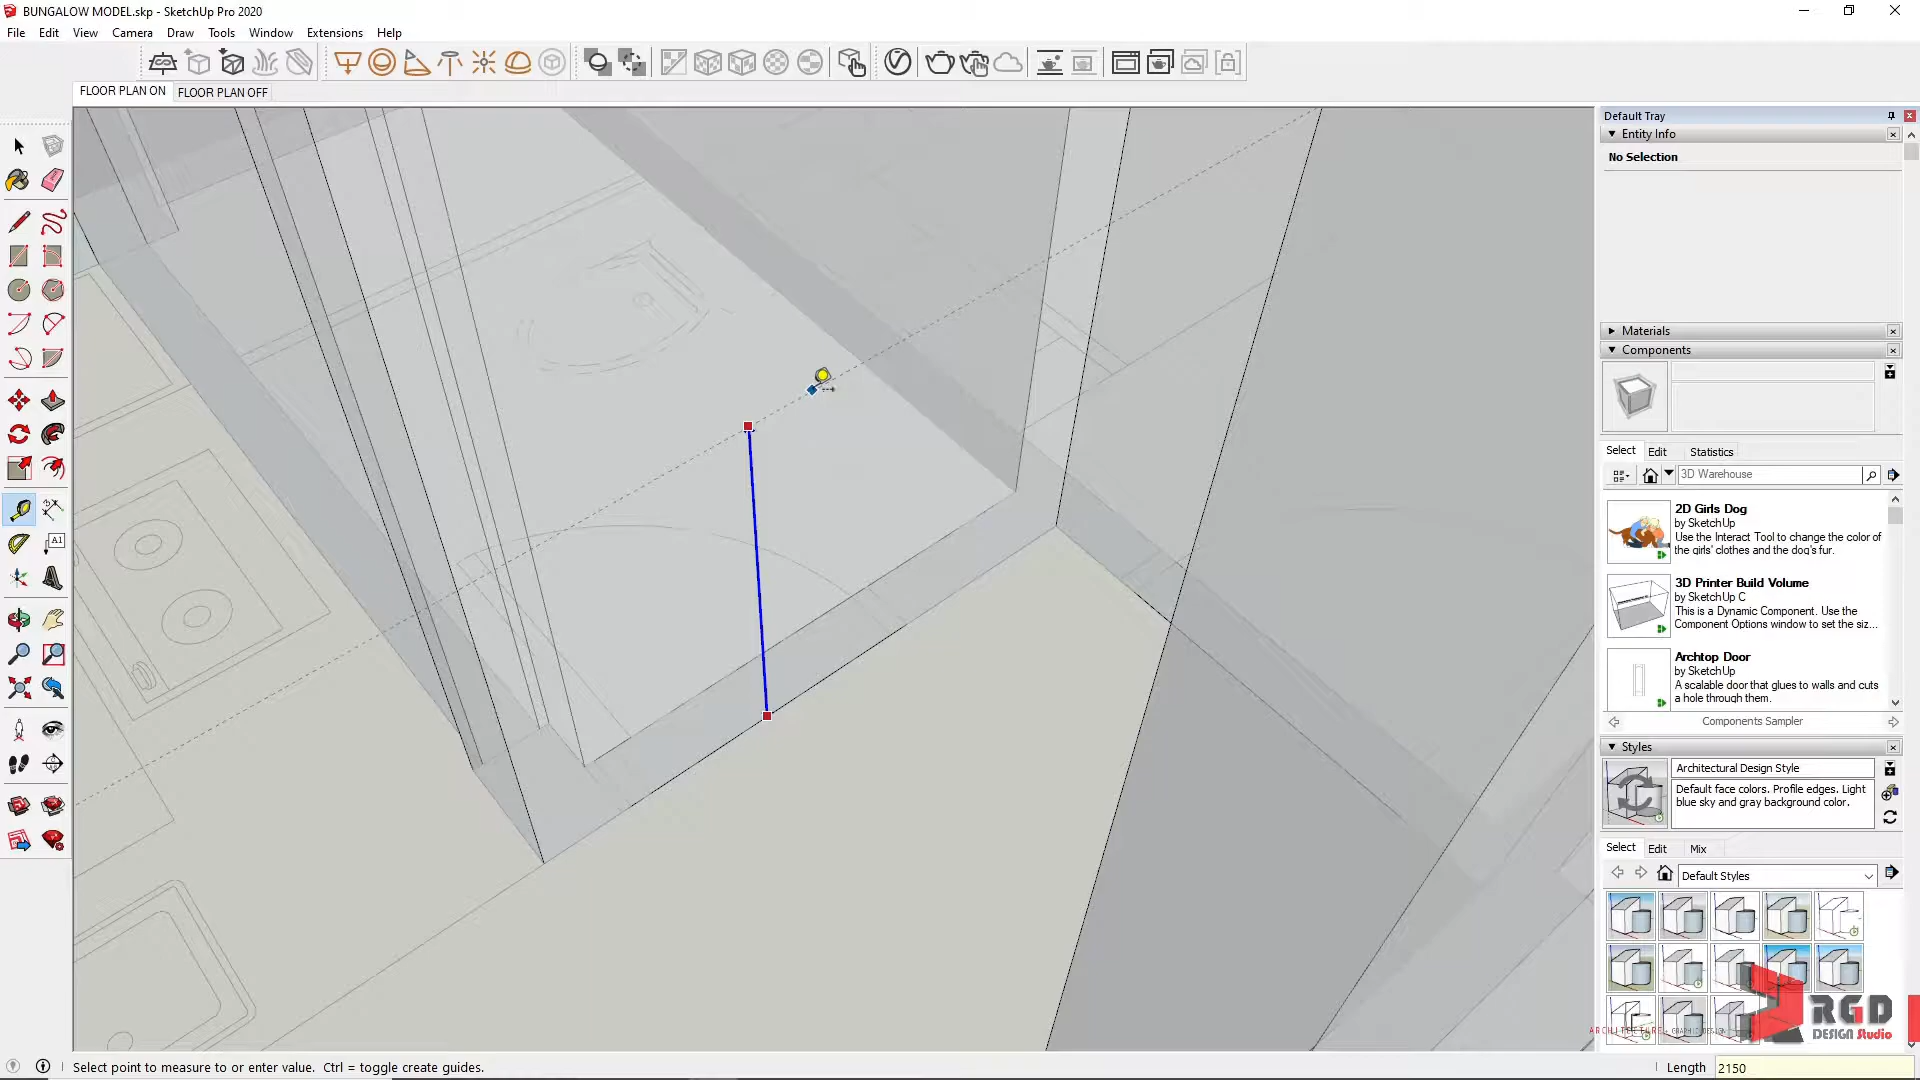 BUNGALOW MODEL.skp - SketchUp Pro 2020
File Edit View Camera Draw Tools Window Extensions Help
FLOOR PLAN ON FLOOR PLAN OFF
Default Tray
Entity Info
No Selection
Materials
Components
Select Edit Statistics
3D Warehouse
2D Girls Dog
by SketchUp
Use the Interact Tool to change the color of
the girls' clothes and the dog's fur.
3D Printer Build Volume
by SketchUp C
This is a Dynamic Component. Use the
Component Options window to set the siz...
Archtop Door
by SketchUp
A scalable door that glues to walls and cuts
a hole through them.
Components Sampler
Styles
Architectural Design Style
Default face colors. Profile edges. Light
blue sky and gray background color.
Select Edit Mix
Default Styles
A1
RGD
DESIGN Studio
ARCHITECTURE + GRAPHIC DESIGN
Select point to measure to or enter value. Ctrl = toggle create guides.
Length 2150